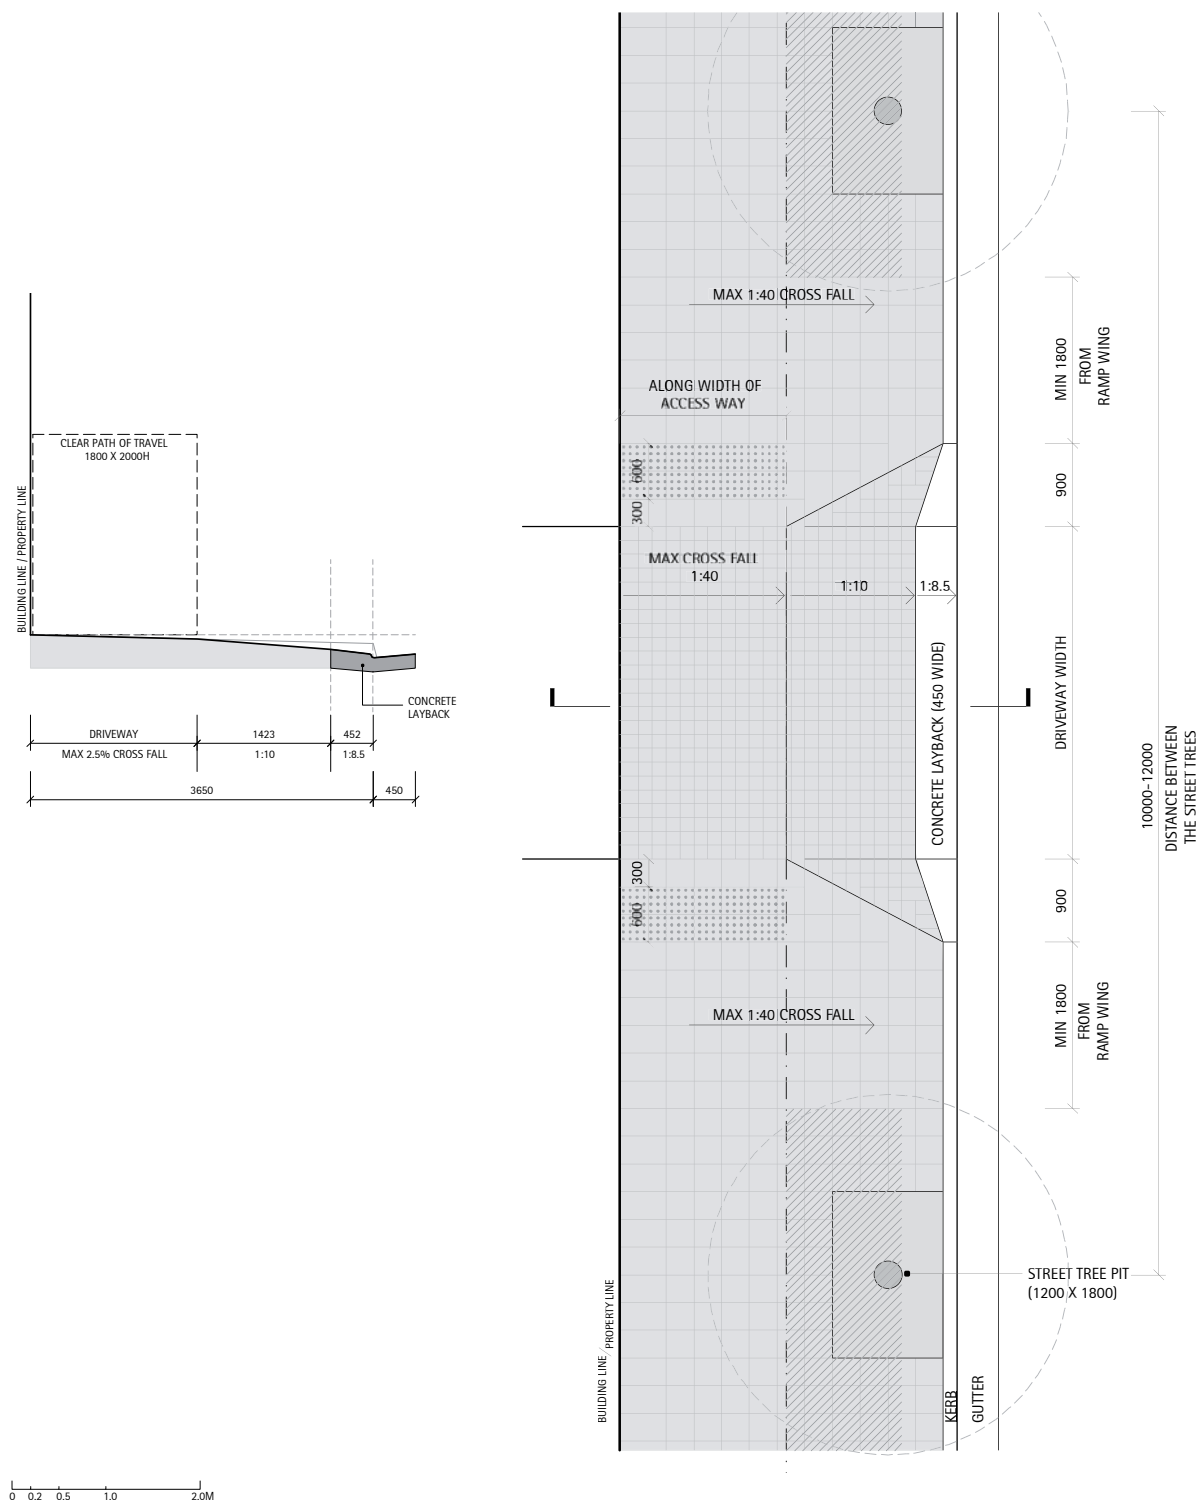 MAX 1:40 CROSS FALL
ALONG WIDTH OF
ACCESS WAY
600
300
MAX CROSS FALL
1:40
1:10
1:8.5
CONCRETE LAYBACK (450 WIDE)
300
600
MAX 1:40 CROSS FALL
MIN 1800
FROM
RAMP WING
900
DRIVEWAY WIDTH
900
MIN 1800
FROM
RAMP WING
10000-12000
DISTANCE BETWEEN
THE STREET TREES
STREET TREE PIT
(1200 X 1800)
BUILDING LINE / PROPERTY LINE
KERB
GUTTER
CLEAR PATH OF TRAVEL
1800 X 2000H
BUILDING LINE / PROPERTY LINE
CONCRETE
LAYBACK
DRIVEWAY 1423 452
MAX 2.5% CROSS FALL 1:10 1:8.5
3650 450
0 0.2 0.5 1.0 2.0M